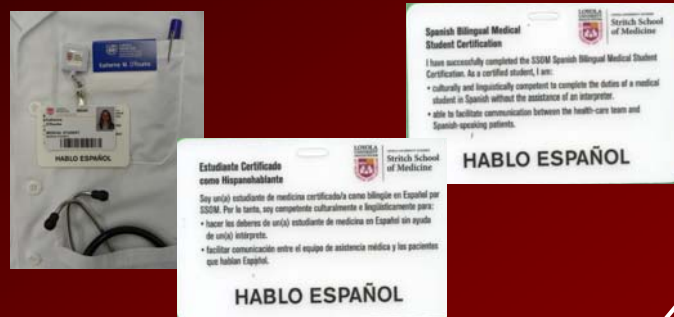 HABLO ESPAÑOL
Spanish Bilingual Medical
Student Certification
LOYOLA
Stritch School
of Medicine
I have successfully completed the SSOM Spanish Bilingual Medical Student
Certification. As a certified student, I am:
• culturally and linguistically competent to complete the duties of a medical
student in Spanish without the assistance of an interpreter.
• able to facilitate communication between the health-care team and
Spanish-speaking patients.
HABLO ESPAÑOL
Estudiante Certificado
como Hispanohablante
LOYOLA
Stritch School
of Medicine
Soy un(a) estudiante de medicina certificado/a como bilingüe en Español por
SSOM. Por lo tanto, soy competente culturalmente e lingüísticamente para:
• hacer los deberes de un(a) estudiante de medicina en Español sin ayuda
de un(a) intérprete.
• facilitar comunicación entre el equipo de asistencia médica y los pacientes
que hablan Español.
HABLO ESPAÑOL